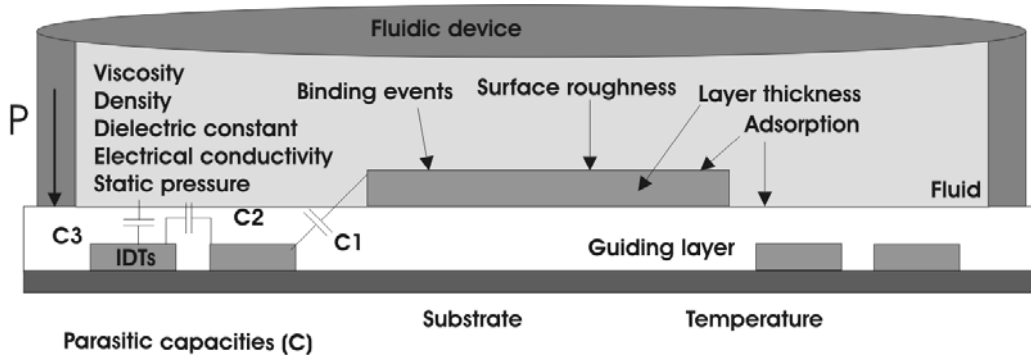 Fluidic device
Viscosity
Density
Dielectric constant
Electrical conductivity
Static pressure
P
Binding events
Surface roughness
Layer thickness
Adsorption
Fluid
C3
C2
C1
IDTs
Guiding layer
Substrate
Temperature
Parasitic capacities (C)